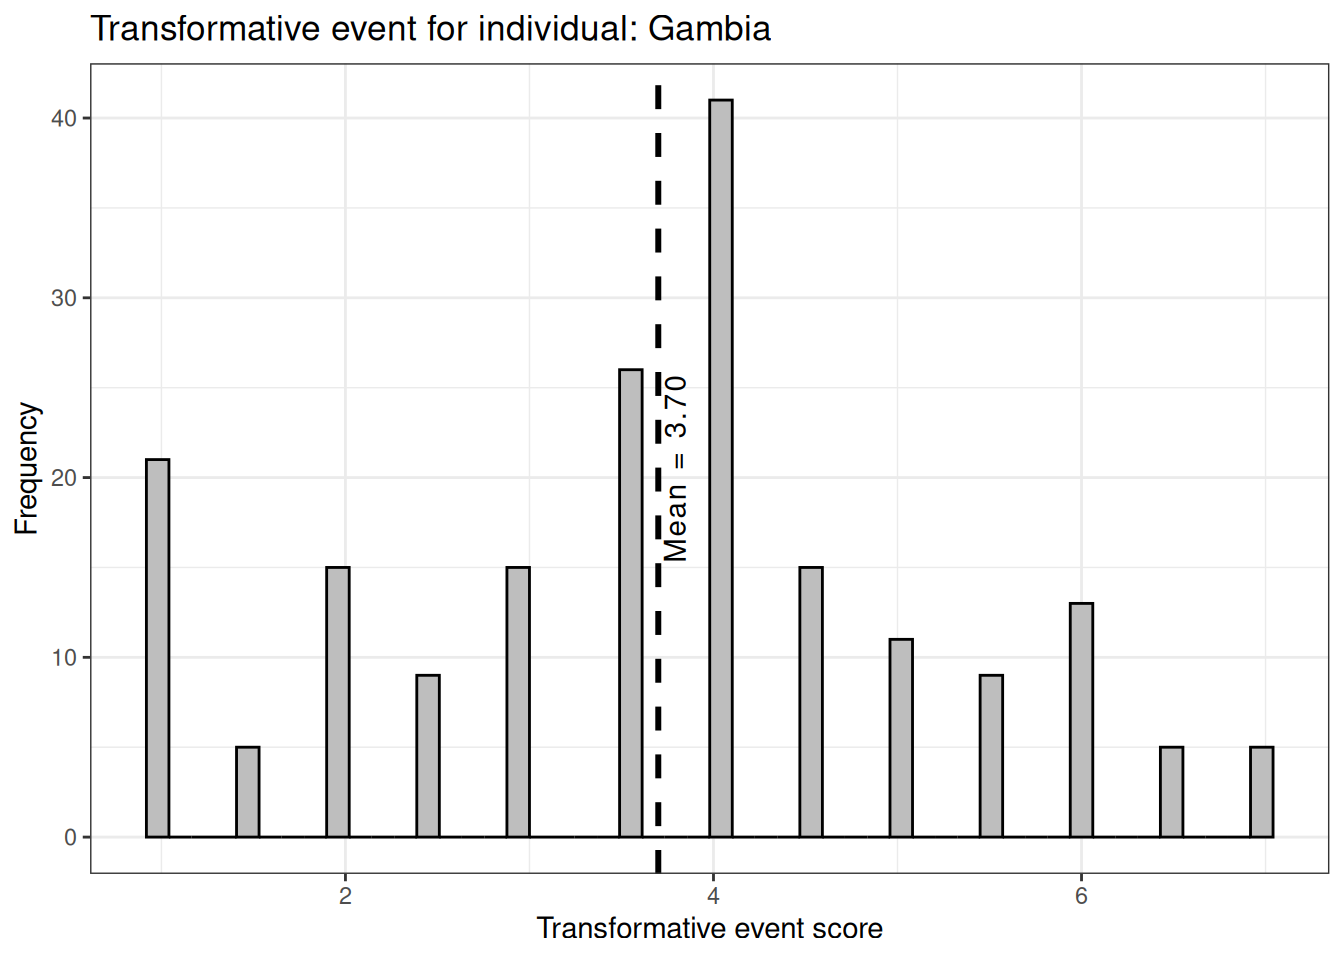 Transformative event for individual: Gambia
40
30
20
10
0
Frequency
Mean = 3.70
2
4
6
Transformative event score